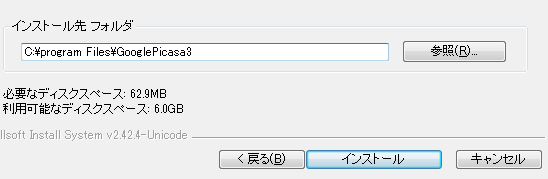 インストール先 フォルダ
C:¥program Files¥GooglePicasa3
参照(R)...
必要なディスクスペース: 62.9MB
利用可能なディスクスペース: 6.0GB
llsoft Install System v2.42.4-Unicode
< 戻る(B)
インストール
キャンセル